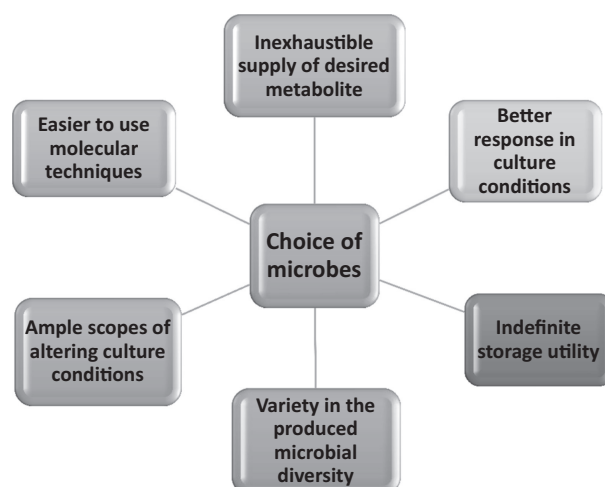 Inexhaustible
supply of desired
metabolite
Easier to use
molecular
techniques
Better
response in
culture
conditions
Choice of
microbes
Ample scopes of
altering culture
conditions
Indefinite
storage utility
Variety in the
produced
microbial
diversity